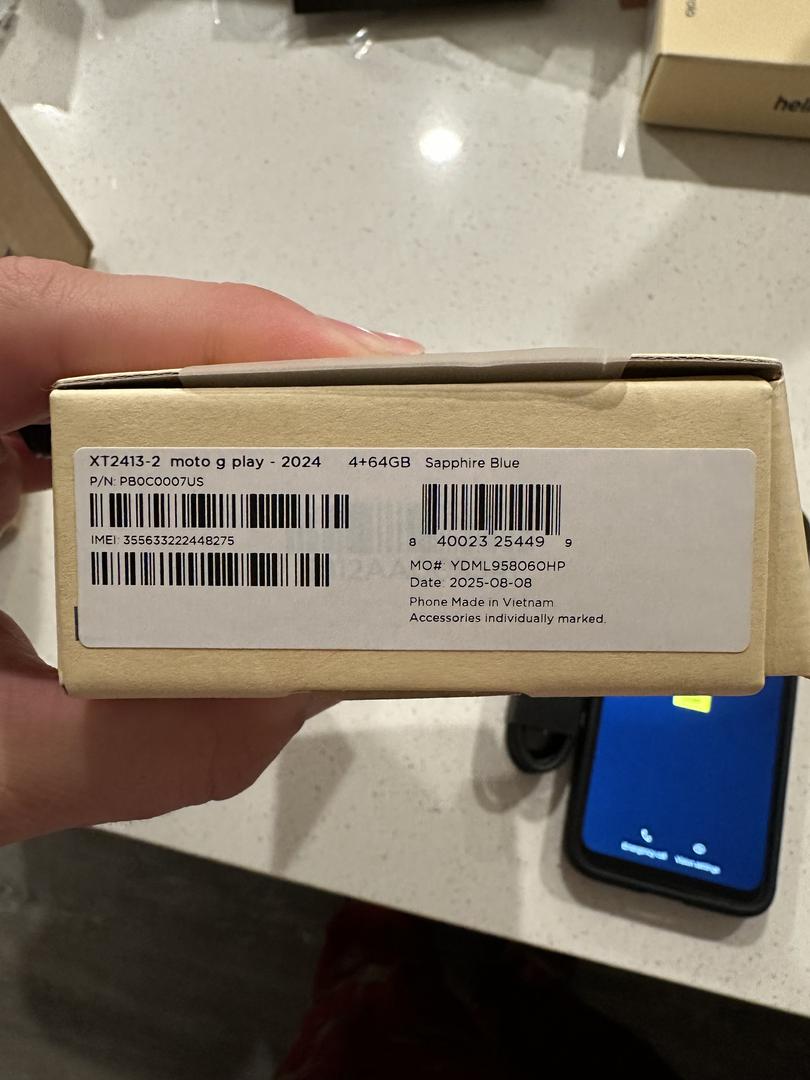 hell
XT2413-2 moto g play - 2024 4+64GB Sapphire Blue
P/N: PB0C0007US
IMEI: 355633222448275
8 40023 25449 9
MO#: YDML958060HP
Date: 2025-08-08
Phone Made in Vietnam
Accessories individually marked.